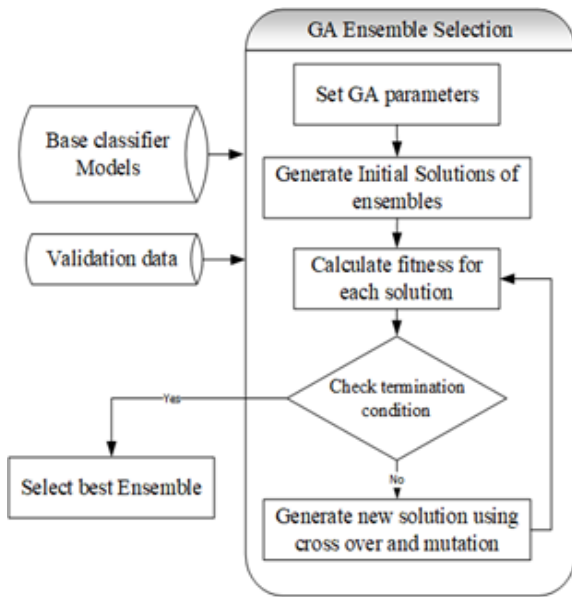 GA Ensemble Selection
Set GA parameters
Base classifier
Models
Generate Initial Solutions of
ensembles
Validation data
Calculate fitness for
each solution
Check termination
condition
Yes
Select best Ensemble
No
Generate new solution using
cross over and mutation